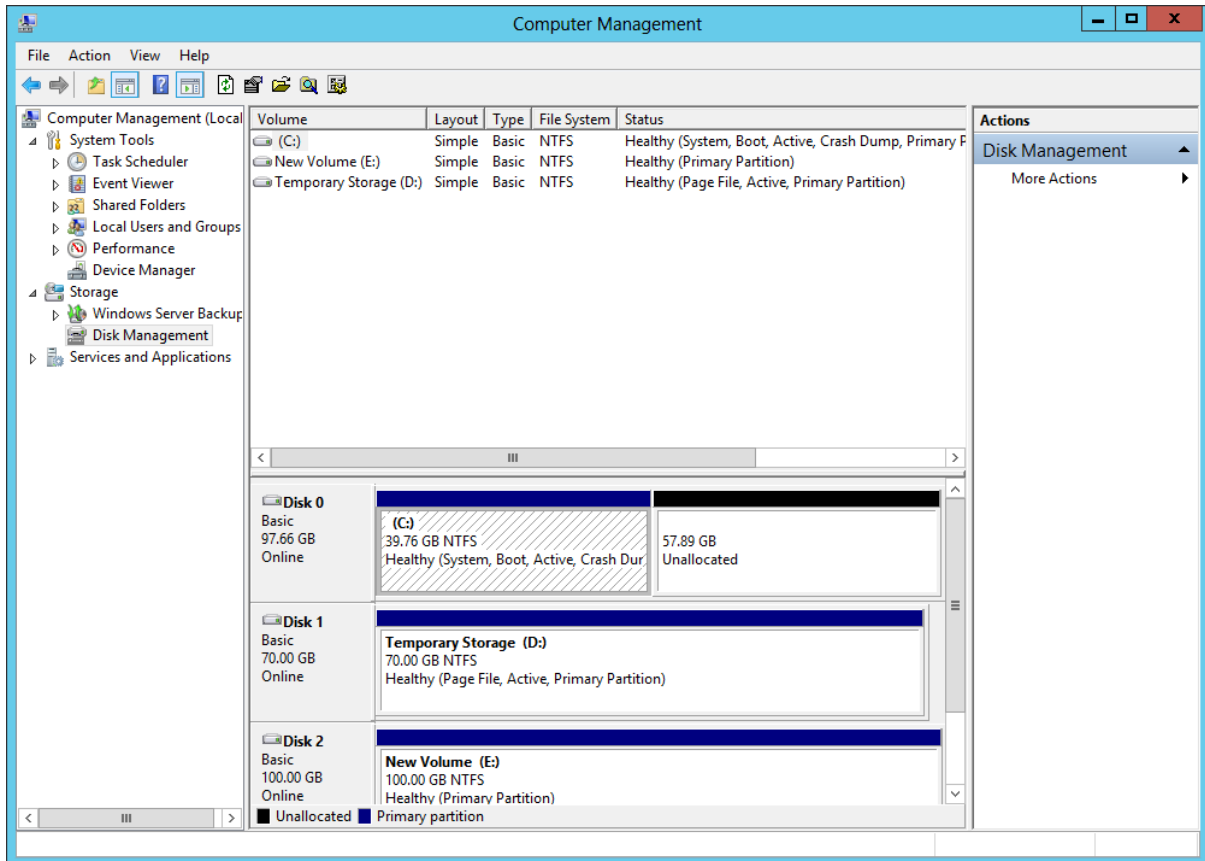 Computer Management
File Action View Help
Computer Management (Local
System Tools
Task Scheduler
Event Viewer
Shared Folders
Local Users and Groups
Performance
Device Manager
Storage
Windows Server Backup
Disk Management
Services and Applications
Volume Layout Type File System Status
(C:) Simple Basic NTFS Healthy (System, Boot, Active, Crash Dump, Primary P
New Volume (E:) Simple Basic NTFS Healthy (Primary Partition)
Temporary Storage (D:) Simple Basic NTFS Healthy (Page File, Active, Primary Partition)
Disk 0
Basic
97.66 GB
Online
(C:)
39.76 GB NTFS
Healthy (System, Boot, Active, Crash Dur
57.89 GB
Unallocated
Disk 1
Basic
70.00 GB
Online
Temporary Storage (D:)
70.00 GB NTFS
Healthy (Page File, Active, Primary Partition)
Disk 2
Basic
100.00 GB
Online
New Volume (E:)
100.00 GB NTFS
Healthy (Primary Partition)
Unallocated Primary partition
Actions
Disk Management
More Actions